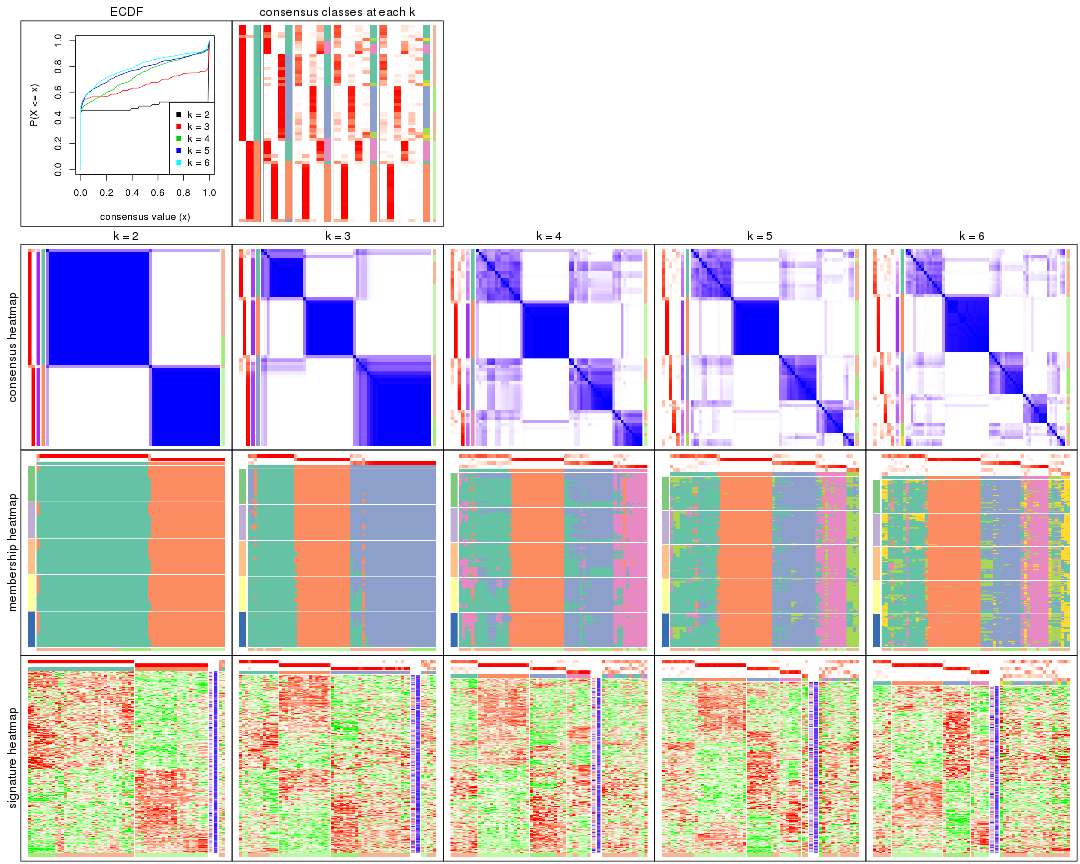 ECDF
consensus classes at each k
P(X <= x)
0.0
0.2
0.4
0.6
0.8
1.0
k = 2
k = 3
k = 4
k = 5
k = 6
0.0 0.2 0.4 0.6 0.8 1.0
consensus value (x)
k = 2
k = 3
k = 4
k = 5
k = 6
consensus heatmap
membership heatmap
signature heatmap